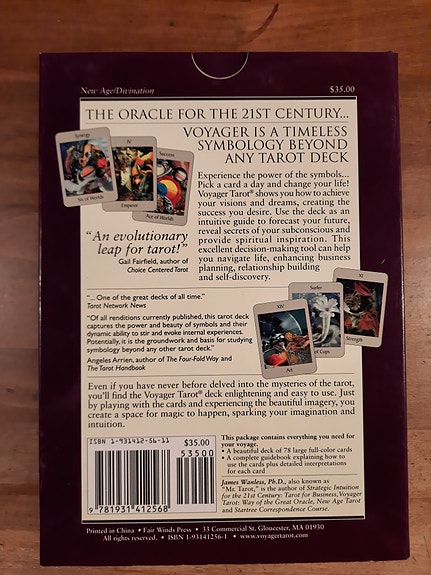 New Age/Divination $35.00
THE ORACLE FOR THE 21ST CENTURY...
VOYAGER IS A TIMELESS
SYMBOLOGY BEYOND
ANY TAROT DECK
Synergy
Six of Worlds
IV
Emperor
Success
Ace of Worlds
Experience the power of the symbols...
Pick a card a day and change your life!
Voyager Tarot® shows you how to achieve
your visions and dreams, creating the
success you desire. Use the deck as an
intuitive guide to forecast your future,
reveal secrets of your subconscious and
provide spiritual inspiration. This
excellent decision-making tool can help
you navigate life, enhancing business
planning, relationship building
and self-discovery.
"An evolutionary
leap for tarot!"
Gail Fairfield, author of
Choice Centered Tarot
"... One of the great decks of all time."
Tarot Network News
"Of all renditions currently published, this tarot deck
captures the power and beauty of symbols and their
dynamic ability to stir and evoke internal experiences.
Potentially, it is the groundwork and basis for studying
symbology beyond any other tarot deck."
Angeles Arrien, author of The Four-Fold Way and
The Tarot Handbook
XIV
Art
Surfer
of Cups
XI
Strength
Even if you have never before delved into the mysteries of the tarot,
you'll find the Voyager Tarot® deck enlightening and easy to use. Just
by playing with the cards and experiencing the beautiful imagery, you
create a space for magic to happen, sparking your imagination and
intuition.
ISBN 1-931412-56-11 $35.00
53500
9 781931 412568
This package contains everything you need for
your voyage.
• A beautiful deck of 78 large full-color cards
• A complete guidebook explaining how to
use the cards plus detailed interpretations
for each card
James Wanless, Ph.D., also known as
"Mr. Tarot," is the author of Strategic Intuition
for the 21st Century: Tarot for Business, Voyager
Tarot: Way of the Great Oracle, New Age Tarot
and Startree Correspondence Course.
Printed in China • Fair Winds Press • 33 Commercial St. Gloucester, MA 01930
All rights reserved. • ISBN 1-93141256-1 • www.voyagertarot.com